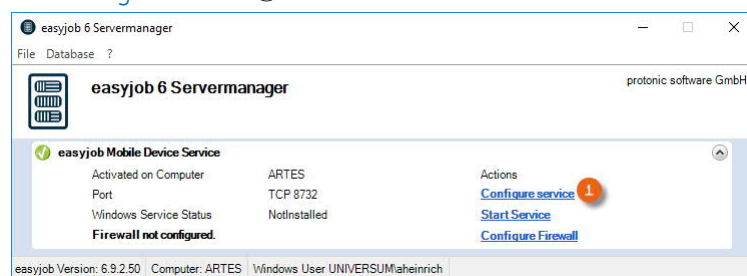 easyjob 6 Servermanager
File Database ?
easyjob 6 Servermanager
protonic software GmbH
easyjob Mobile Device Service
Activated on Computer ARTES Actions
Port TCP 8732 Configure service 1
Windows Service Status NotInstalled Start Service
Firewall not configured. Configure Firewall
easyjob Version: 6.9.2.50 Computer: ARTES Windows User UNIVERSUM\aheinrich